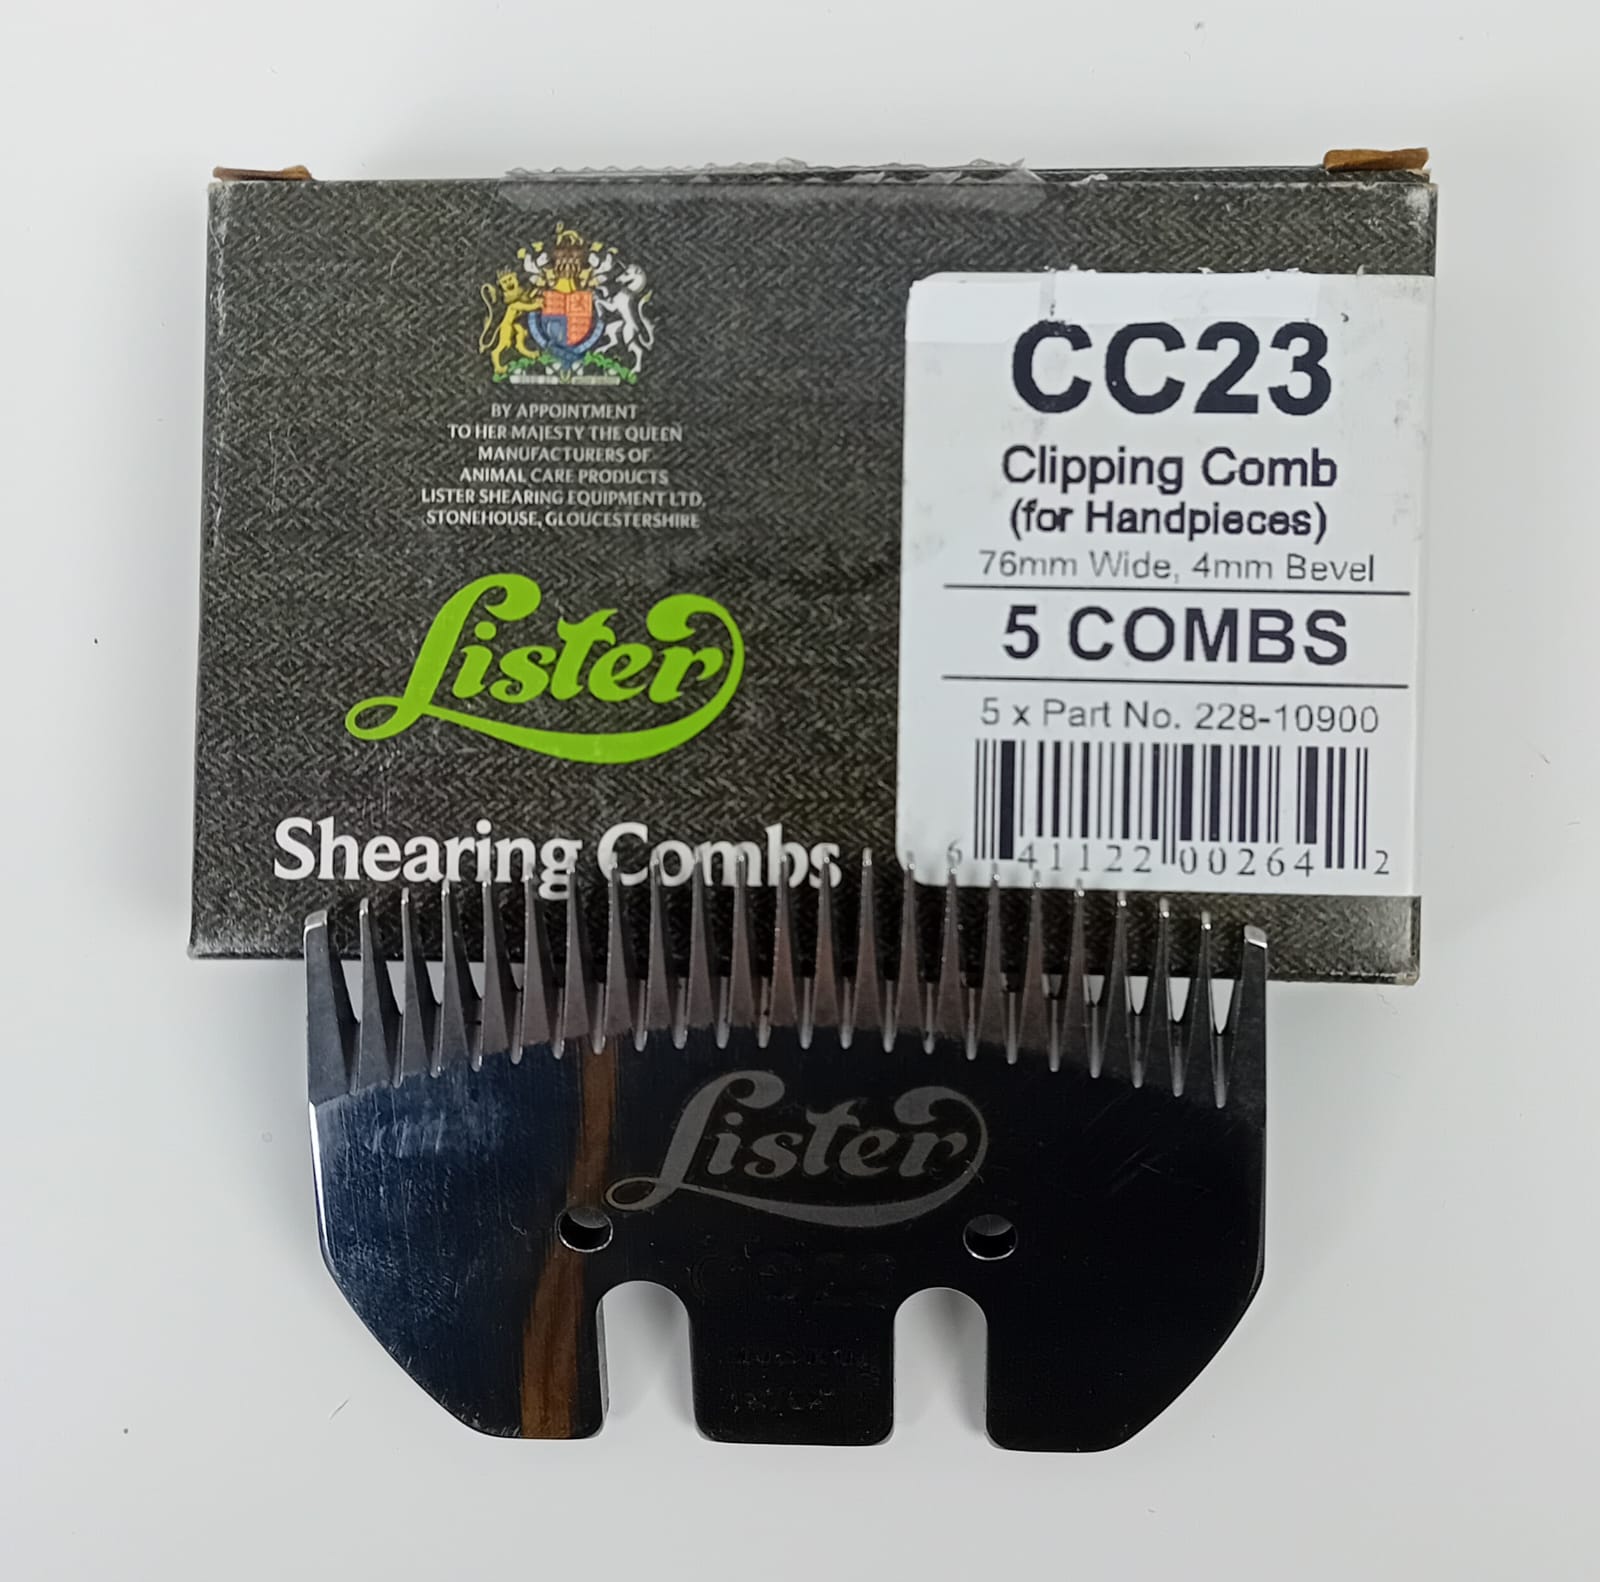 BY APPOINTMENT
TO HER MAJESTY THE QUEEN
MANUFACTURERS OF
ANIMAL CARE PRODUCTS
LISTER SHEARING EQUIPMENT LTD.
STONEHOUSE, GLOUCESTERSHIRE
Lister
Shearing Combs
CC23
Clipping Comb
(for Handpieces)
76mm Wide, 4mm Bevel
5 COMBS
5 x Part No. 228-10900
6 41122 00264 2
Lister